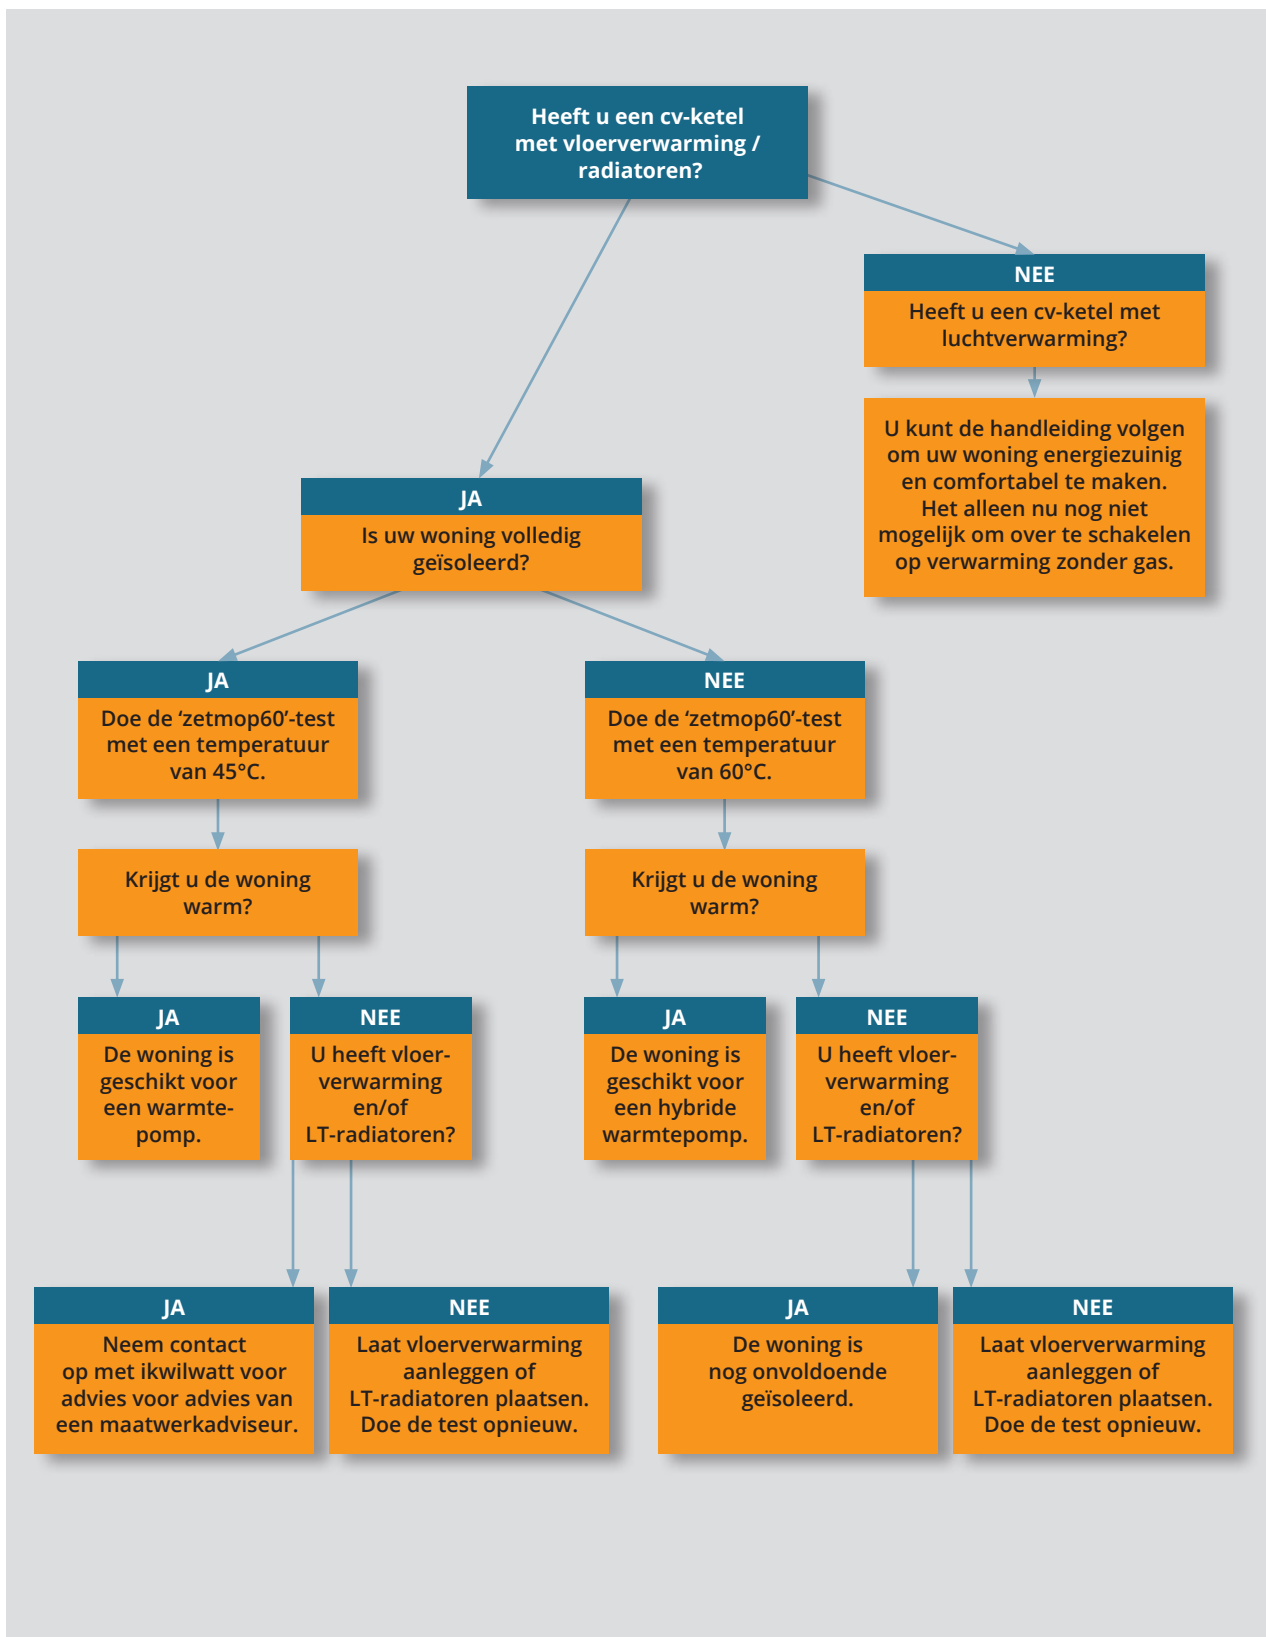 Heeft u een cv-ketel
met vloerverwarming /
radiatoren?
NEE
Heeft u een cv-ketel met
luchtverwarming?
U kunt de handleiding volgen
om uw woning energiezuinig
en comfortabel te maken.
Het alleen nu nog niet
mogelijk om over te schakelen
op verwarming zonder gas.
JA
Is uw woning volledig
geïsoleerd?
JA
Doe de ‘zetmop60’-test
met een temperatuur
van 45°C.
NEE
Doe de ‘zetmop60’-test
met een temperatuur
van 60°C.
Krijgt u de woning
warm?
Krijgt u de woning
warm?
JA
De woning is
geschikt voor
een warmte-
pomp.
NEE
U heeft vloer-
verwarming
en/of
LT-radiatoren?
JA
De woning is
geschikt voor
een hybride
warmtepomp.
NEE
U heeft vloer-
verwarming
en/of
LT-radiatoren?
JA
Neem contact
op met ikwilwatt voor
advies voor advies van
een maatwerkadviseur.
NEE
Laat vloerverwarming
aanleggen of
LT-radiatoren plaatsen.
Doe de test opnieuw.
JA
De woning is
nog onvoldoende
geïsoleerd.
NEE
Laat vloerverwarming
aanleggen of
LT-radiatoren plaatsen.
Doe de test opnieuw.